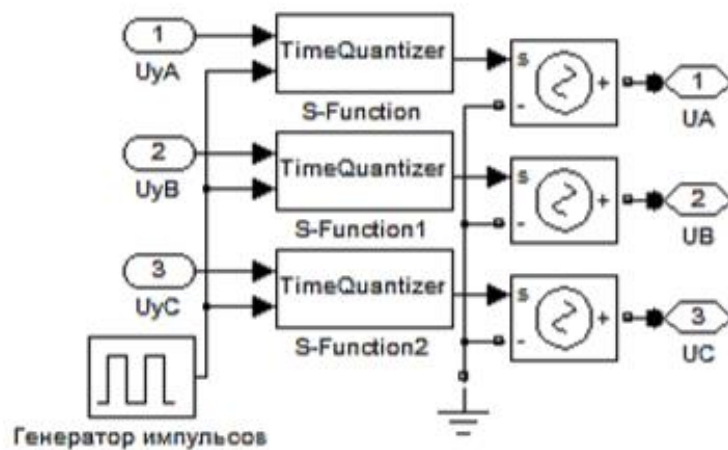 1
UyA
TimeQuantizer
S-Function
s
-
+
1
UA
2
UyB
TimeQuantizer
S-Function1
s
-
+
2
UB
3
UyC
TimeQuantizer
S-Function2
s
-
+
3
UC
Генератор импульсов